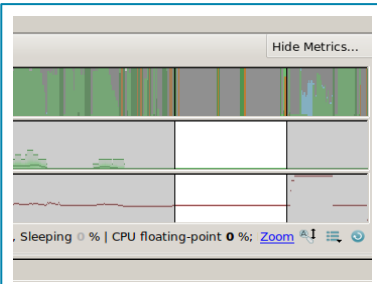 Hide Metrics...
, Sleeping 0 % | CPU floating-point 0 %; Zoom